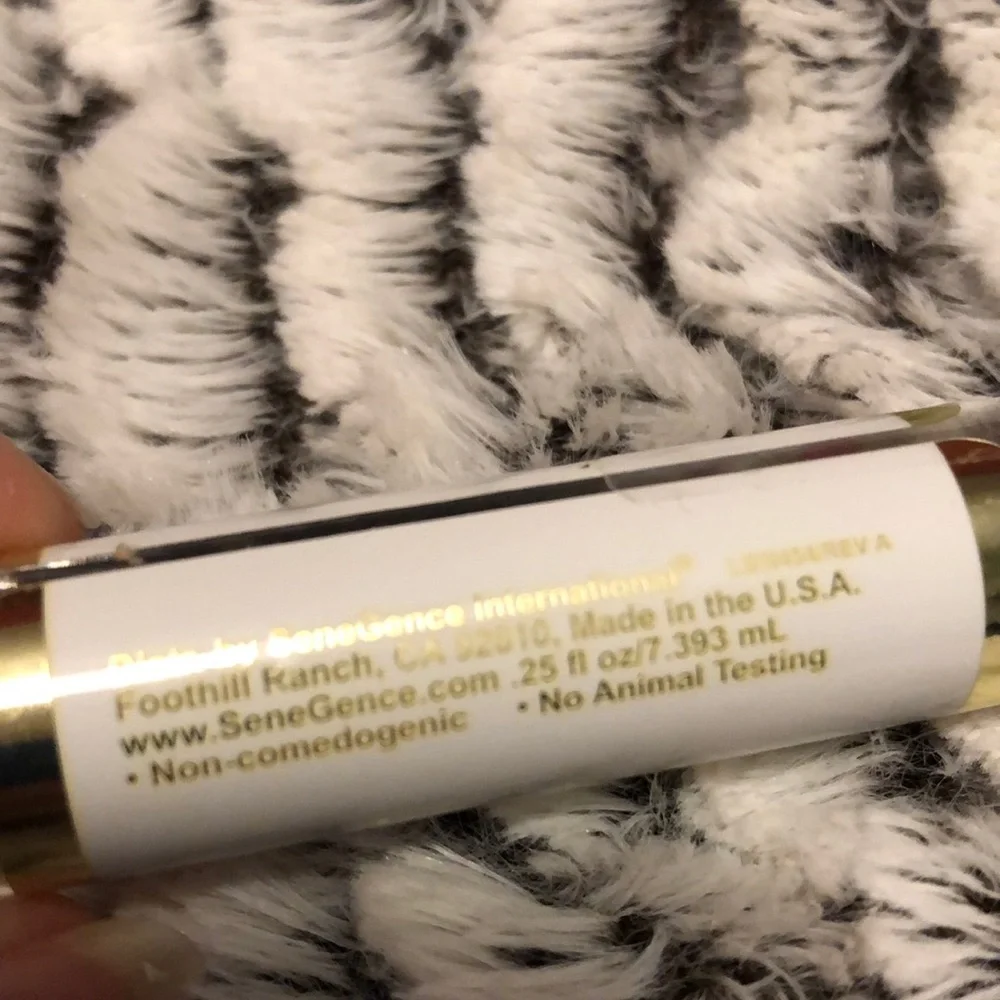 by SeneGence International®
Foothill Ranch, CA 92610, Made in the U.S.A.
www.SeneGence.com .25 fl oz/7.393 mL
• Non-comedogenic • No Animal Testing